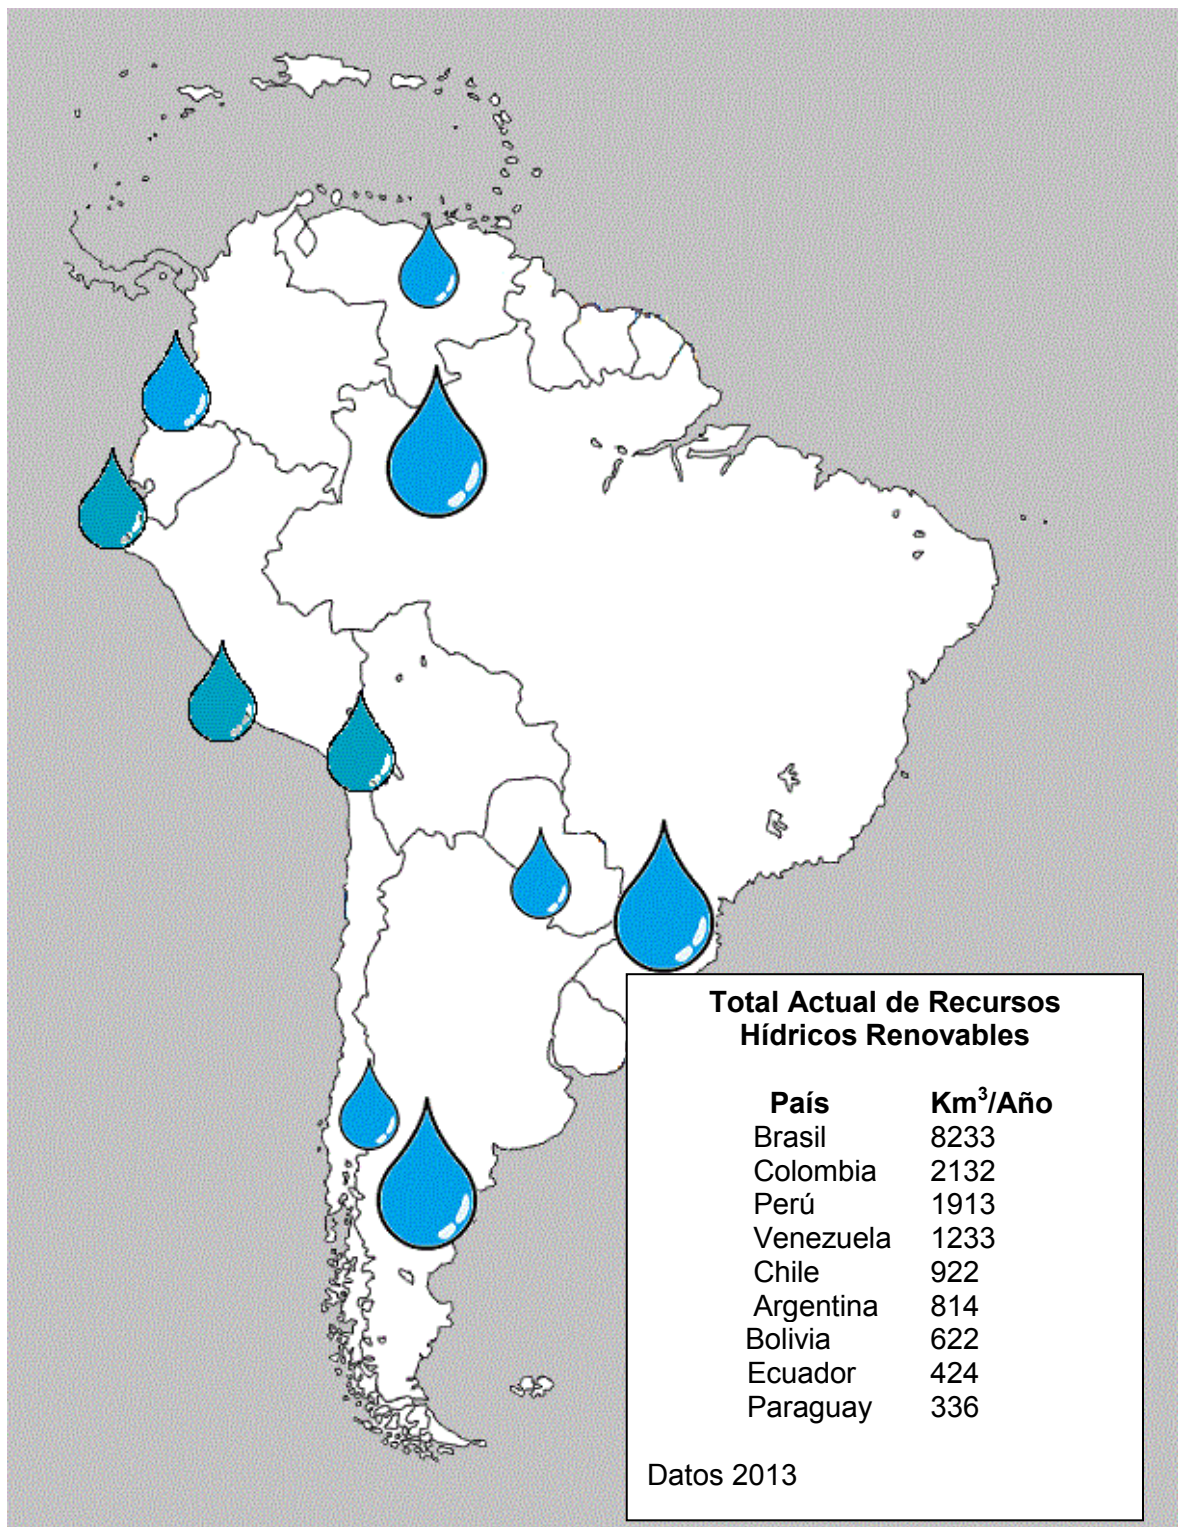 Total Actual de Recursos
Hídricos Renovables
País Km³/Año
Brasil 8233
Colombia 2132
Perú 1913
Venezuela 1233
Chile 922
Argentina 814
Bolivia 622
Ecuador 424
Paraguay 336
Datos 2013